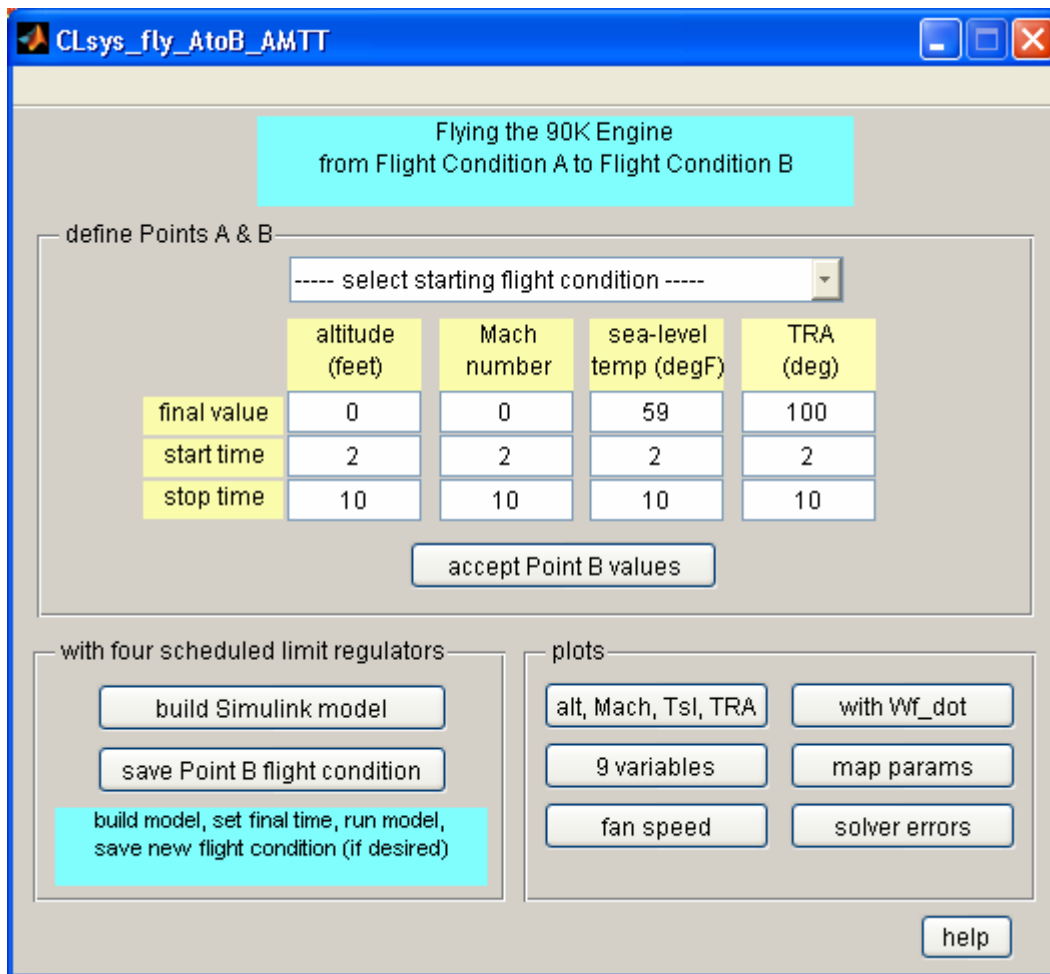 CLsys_fly_AtoB_AMTT
Flying the 90K Engine
from Flight Condition A to Flight Condition B
define Points A & B
----- select starting flight condition -----
altitude (feet) Mach number sea-level temp (degF) TRA (deg)
final value 0 0 59 100
start time 2 2 2 2
stop time 10 10 10 10
accept Point B values
with four scheduled limit regulators
build Simulink model
save Point B flight condition
build model, set final time, run model,
save new flight condition (if desired)
plots
alt, Mach, Tsl, TRA with Wf_dot
9 variables map params
fan speed solver errors
help